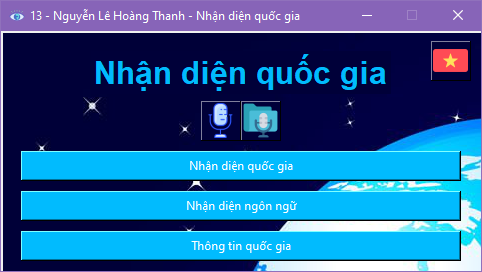 13 - Nguyễn Lê Hoàng Thanh - Nhận diện quốc gia
Nhận diện quốc gia
Nhận diện quốc gia
Nhận diện ngôn ngữ
Thông tin quốc gia